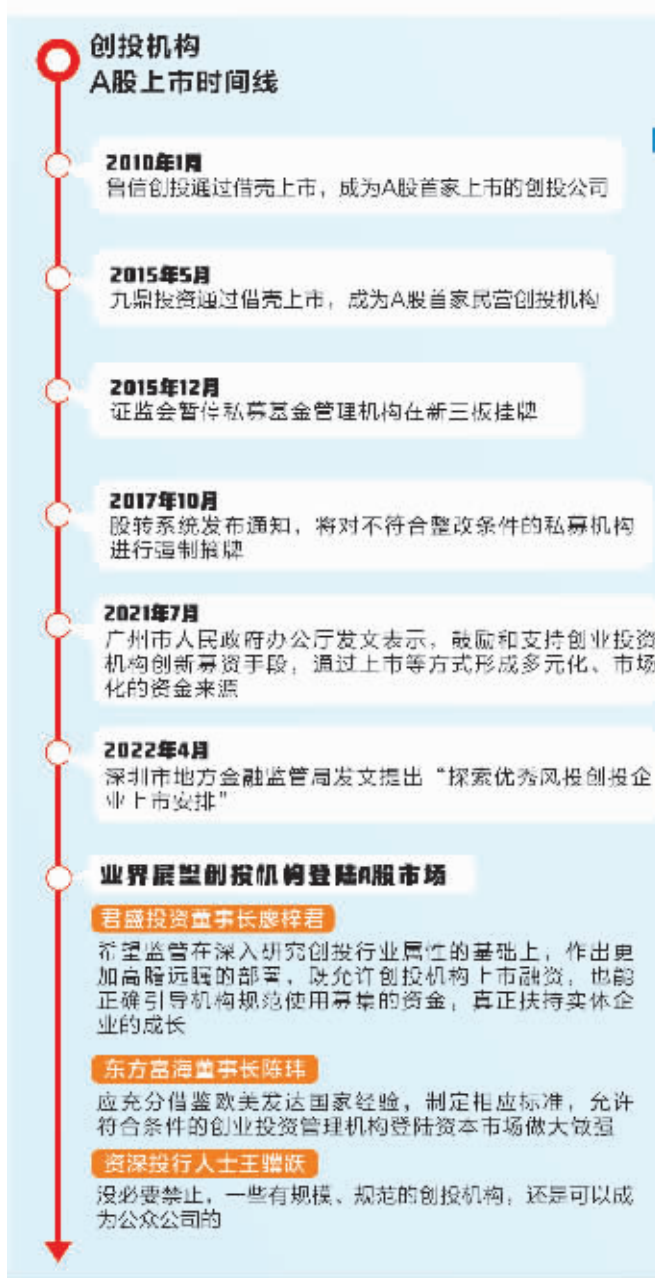 创投机构
A股上市时间线
2010年1月
鲁信创投通过借壳上市，成为A股首家上市的创投公司
2015年5月
九鼎投资通过借壳上市，成为A股首家民营创投机构
2015年12月
证监会暂停私募基金管理机构在新三板挂牌
2017年10月
股转系统发布通知，将对不符合整改条件的私募机构
进行强制摘牌
2021年7月
广州市人民政府办公厅发文表示，鼓励和支持创业投资
机构创新募资手段，通过上市等方式形成多元化、市场
化的资金来源
2022年4月
深圳市地方金融监管局发文提出“探索优秀风投创投企
业上市安排”
业界展望创投机构登陆A股市场
君盛投资董事长廖梓君
希望监管在深入研究创投行业属性的基础上，作出更
加高瞻远瞩的部署，既允许创投机构上市融资，也能
正确引导机构规范使用募集的资金，真正扶持实体企
业的成长
东方富海董事长陈玮
应充分借鉴欧美发达国家经验，制定相应标准，允许
符合条件的创业投资管理机构登陆资本市场做大做强
资深投行人士王骥跃
没必要禁止，一些有规模、规范的创投机构，还是可以成
为公众公司的